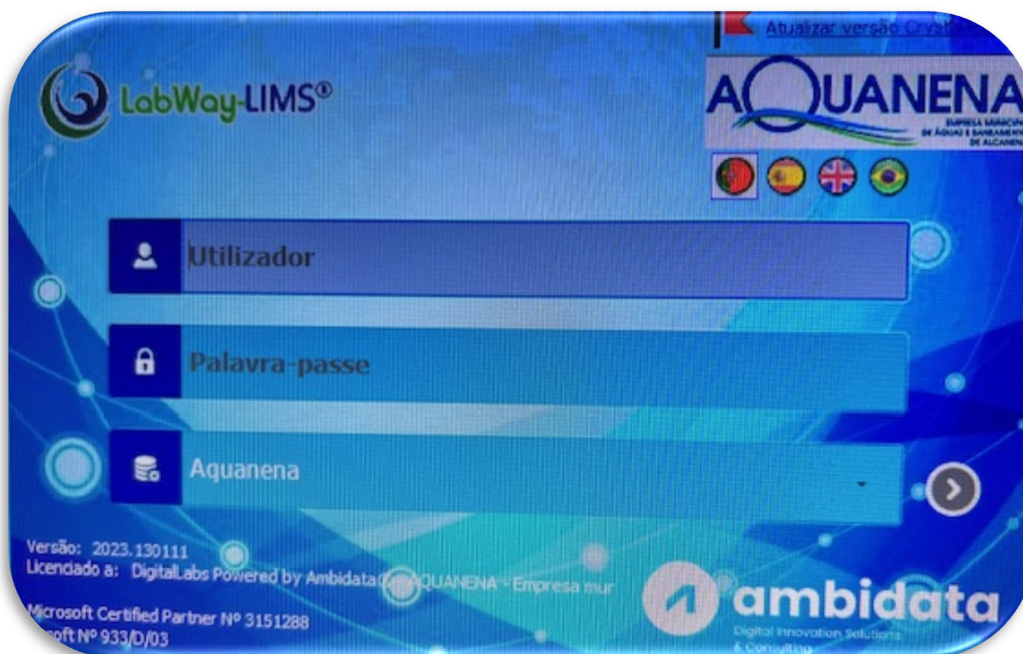 Atualizar versão
LabWay-LIMS®
AQUANENA
EMPRESA MUNICIPAL
DE ÁGUAS E SANEAMENTO
DE ALCANENA
Utilizador
Palavra-passe
Aquanena
Versão: 2023.130111
Licenciado a: DigitalLabs Powered by Ambidata AQUANENA - Empresa mur
Microsoft Certified Partner Nº 3151288
soft Nº 933/D/03
ambidata
Digital Innovation Solutions
& Consulting